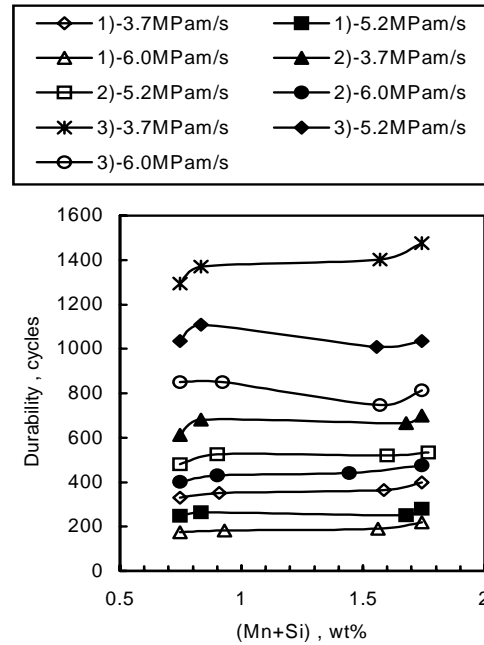 1)-3.7MPam/s 1)-5.2MPam/s
1)-6.0MPam/s 2)-3.7MPam/s
2)-5.2MPam/s 2)-6.0MPam/s
3)-3.7MPam/s 3)-5.2MPam/s
3)-6.0MPam/s
1600
1400
1200
1000
800
600
400
200
0
Durability , cycles
0.5 1 1.5 2
(Mn+Si) , wt%